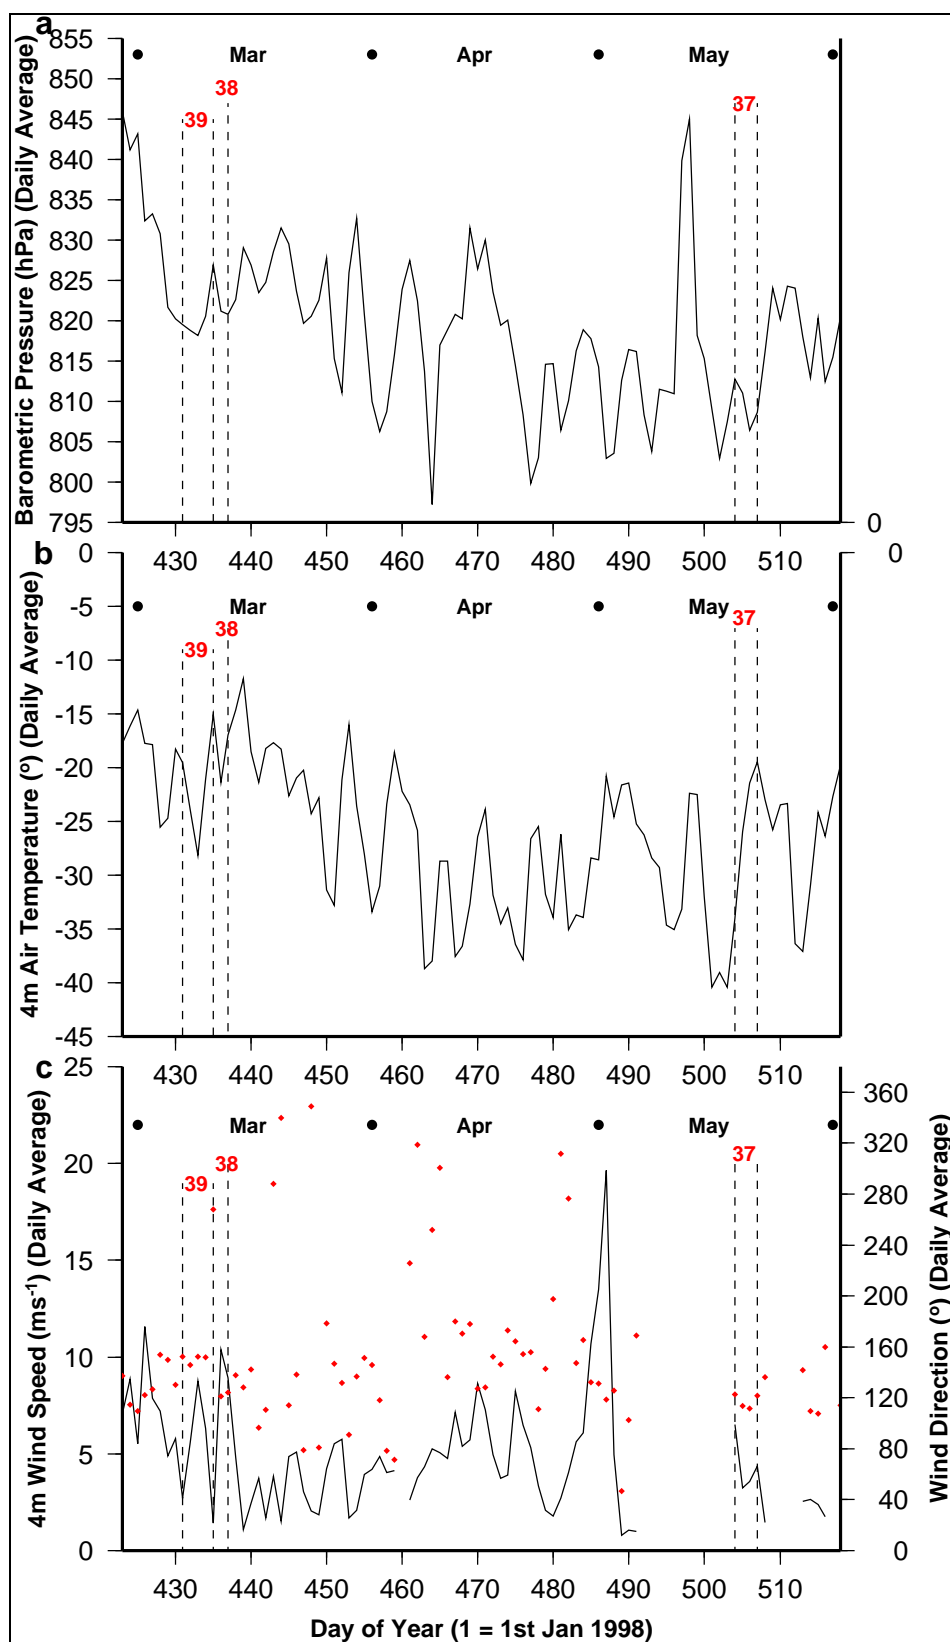 a
855
850
845
840
835
830
825
820
815
810
805
800
795
Barometric Pressure (hPa) (Daily Average)
Mar Apr May
39 38 37
0
430 440 450 460 470 480 490 500 510
b
0
-5
-10
-15
-20
-25
-30
-35
-40
-45
4m Air Temperature (º) (Daily Average)
0
Mar Apr May
39 38 37
430 440 450 460 470 480 490 500 510
c
25
20
15
10
5
0
4m Wind Speed (ms-1) (Daily Average)
Mar Apr May
39 38 37
360
320
280
240
200
160
120
80
40
0
Wind Direction (º) (Daily Average)
430 440 450 460 470 480 490 500 510
Day of Year (1 = 1st Jan 1998)